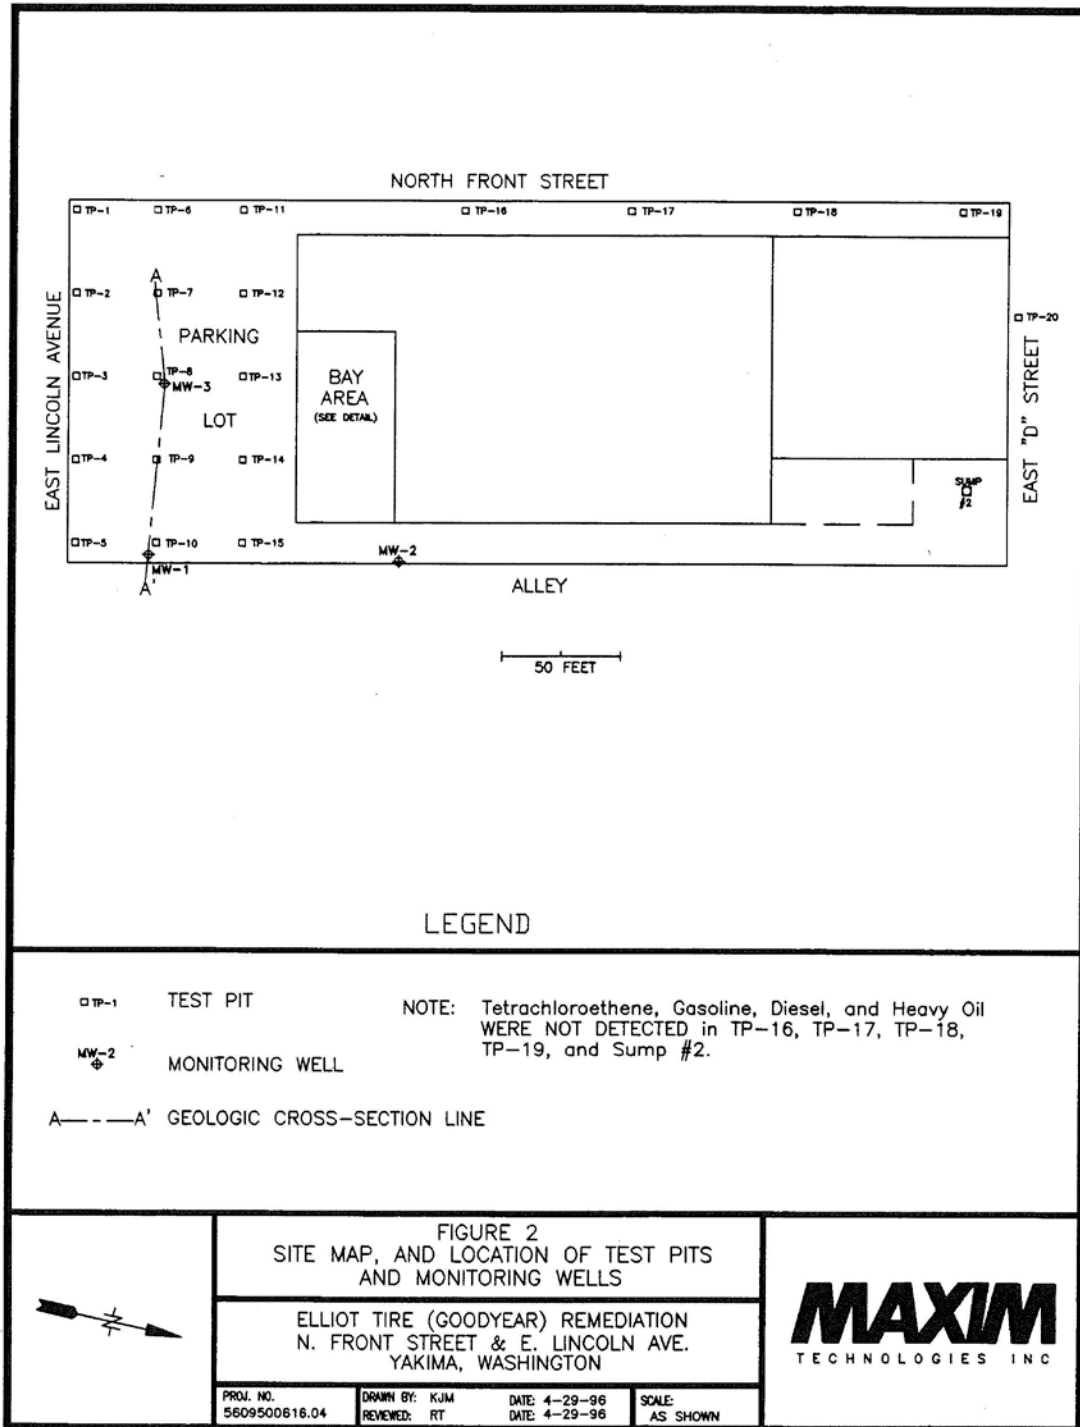 NORTH FRONT STREET
TP-1
TP-6
TP-11
TP-16
TP-17
TP-18
TP-19
A
TP-2
TP-7
TP-12
TP-20
PARKING
LOT
EAST LINCOLN AVENUE
TP-3
TP-8
MW-3
TP-13
BAY
AREA
(SEE DETAIL)
EAST "D" STREET
TP-4
TP-9
TP-14
SUMP
#2
TP-5
TP-10
TP-15
MW-1
A'
MW-2
ALLEY
50 FEET
LEGEND
TP-1 TEST PIT
MW-2 MONITORING WELL
A A' GEOLOGIC CROSS-SECTION LINE
NOTE: Tetrachloroethene, Gasoline, Diesel, and Heavy Oil
WERE NOT DETECTED in TP-16, TP-17, TP-18,
TP-19, and Sump #2.
N
FIGURE 2
SITE MAP, AND LOCATION OF TEST PITS
AND MONITORING WELLS
ELLIOT TIRE (GOODYEAR) REMEDIATION
N. FRONT STREET & E. LINCOLN AVE.
YAKIMA, WASHINGTON
PROJ. NO.
5609500616.04
DRAWN BY: KJM DATE: 4-29-96
REVIEWED: RT DATE: 4-29-96
SCALE:
AS SHOWN
MAXIM
TECHNOLOGIES INC